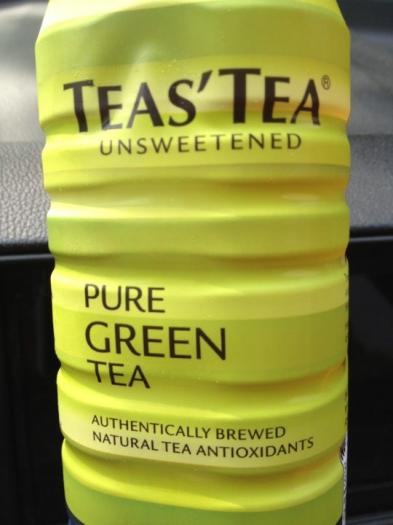 TEAS' TEA®
UNSWEETENED
PURE
GREEN
TEA
AUTHENTICALLY BREWED
NATURAL TEA ANTIOXIDANTS